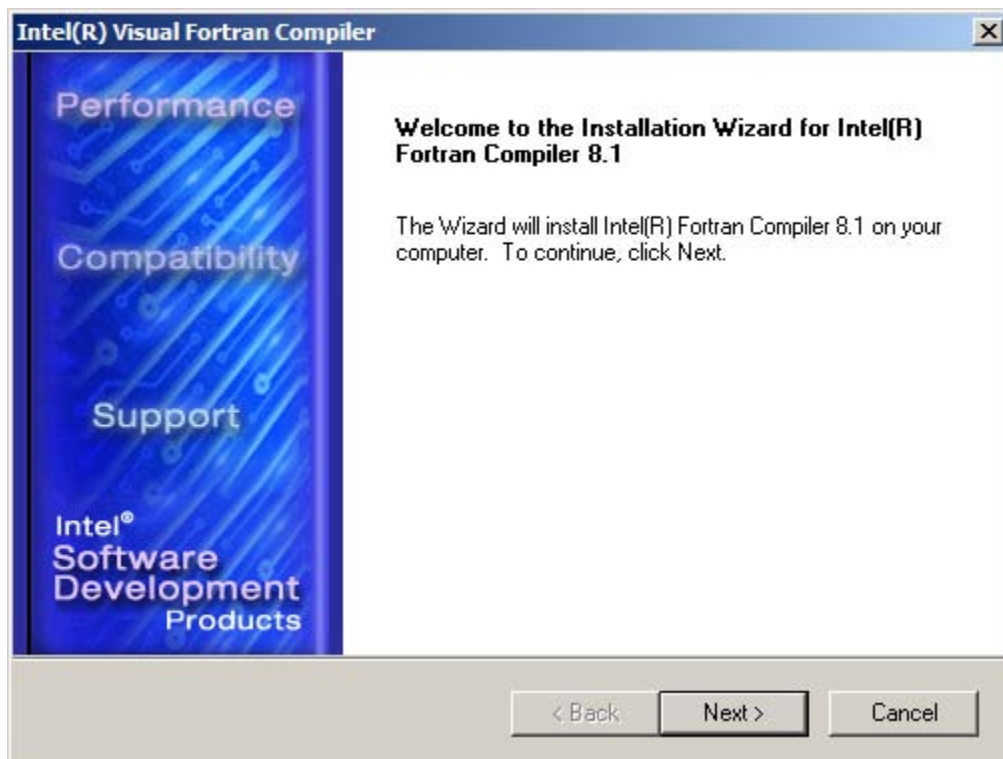 Intel(R) Visual Fortran Compiler
Performance
Compatibility
Support
Intel®
Software
Development
Products
Welcome to the Installation Wizard for Intel(R)
Fortran Compiler 8.1
The Wizard will install Intel(R) Fortran Compiler 8.1 on your
computer.  To continue, click Next.
< Back
Next >
Cancel